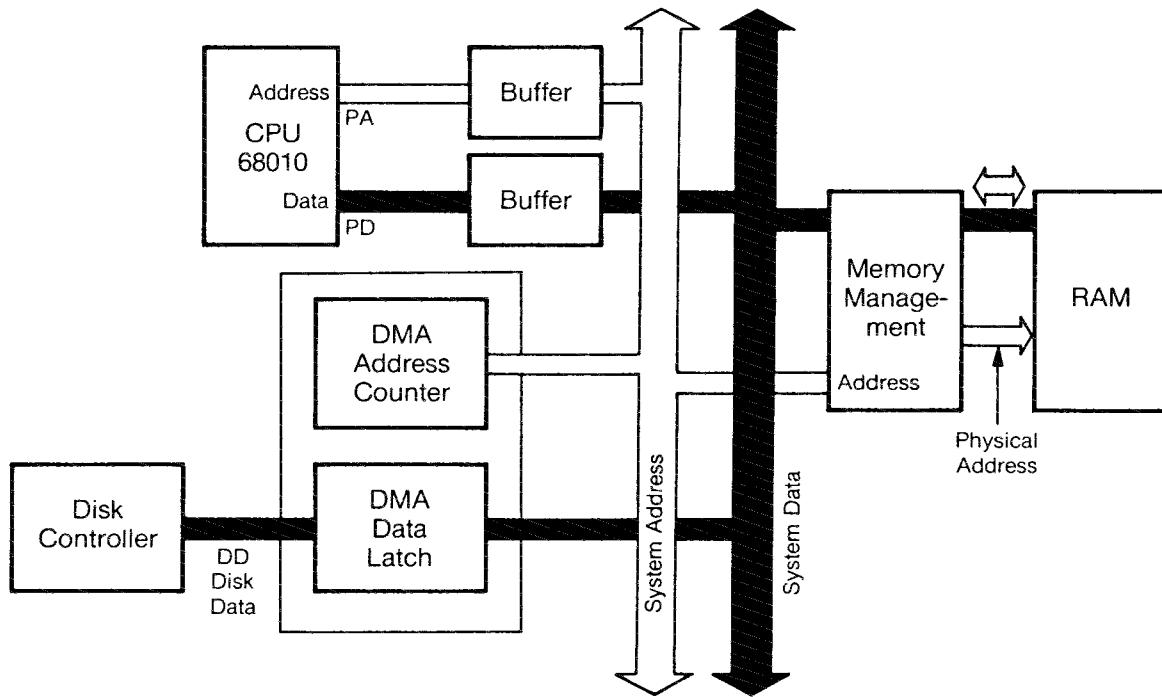 Address
CPU
68010
Data
PA
PD
Buffer
Buffer
DMA
Address
Counter
DMA
Data
Latch
Disk
Controller
DD
Disk
Data
System Address
System Data
Memory
Manage-
ment
Address
RAM
Physical
Address